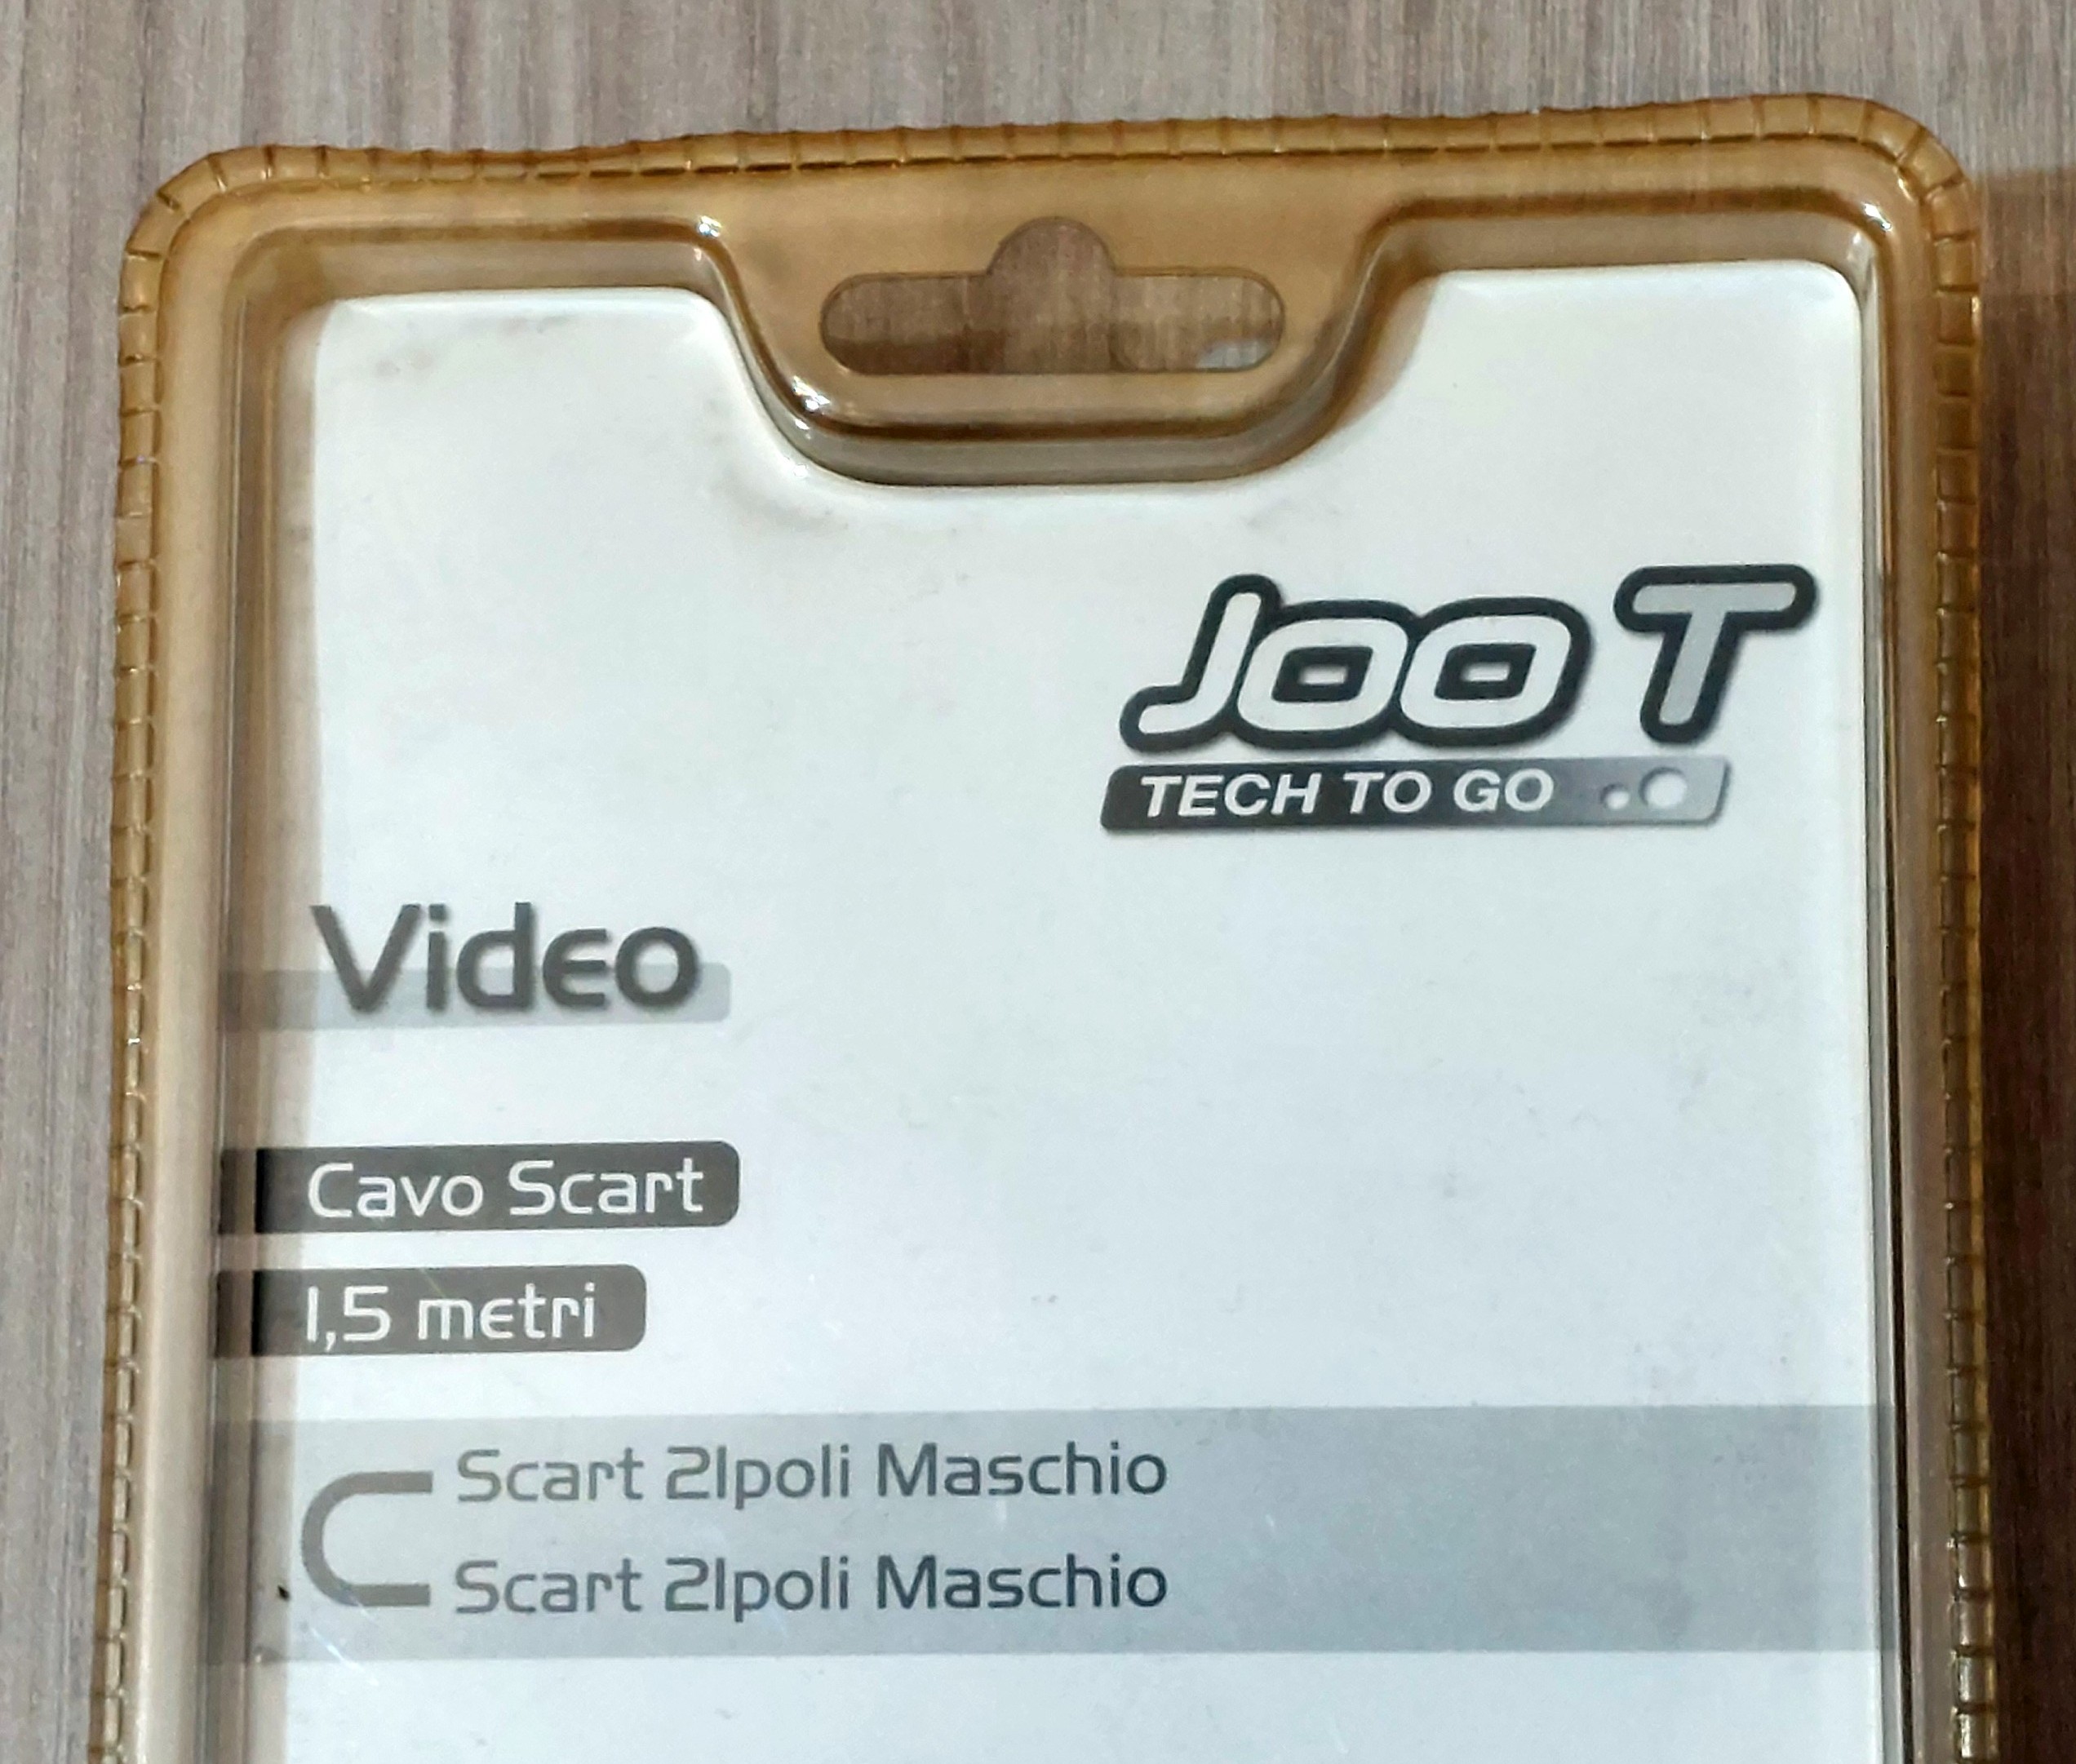 Joo T
TECH TO GO
Video
Cavo Scart
1,5 metri
Scart 21poli Maschio
Scart 21poli Maschio